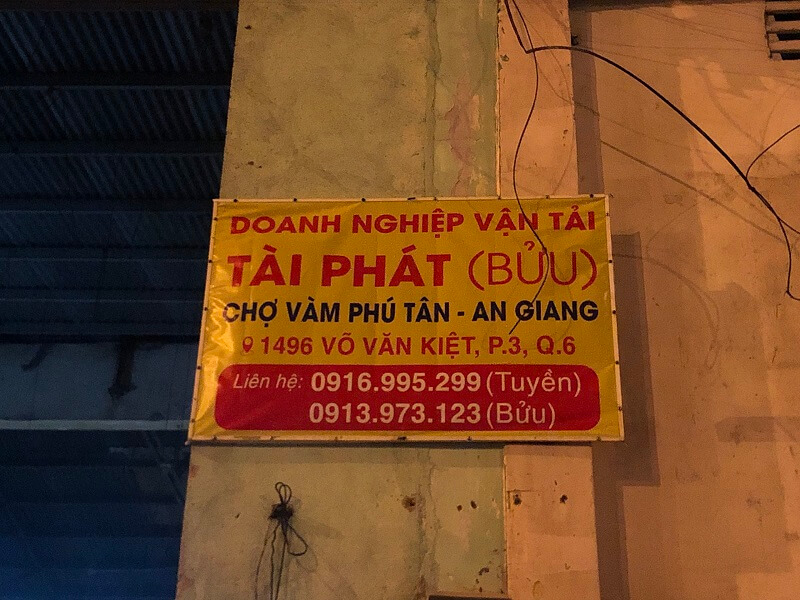 DOANH NGHIỆP VẬN TẢI
TÀI PHÁT (BỬU)
CHỢ VÀM PHÚ TÂN - AN GIANG
1496 VÕ VĂN KIỆT, P.3, Q.6
Liên hệ: 0916.995.299 (Tuyền)
0913.973.123 (Bửu)